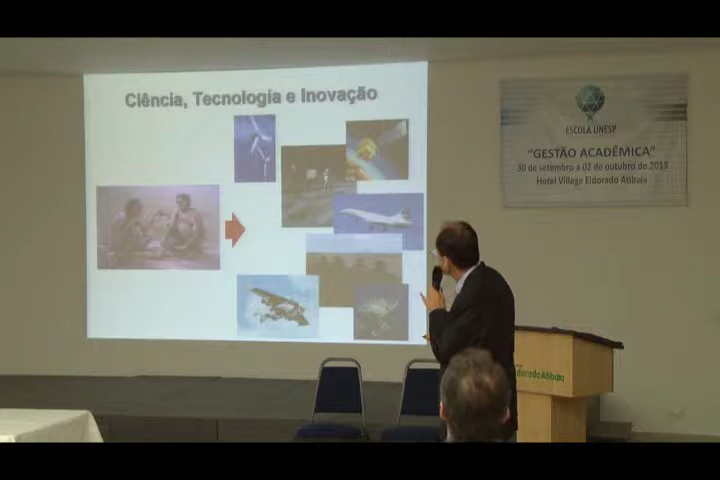 Ciência, Tecnologia e Inovação
ESCOLA UNESP
"GESTÃO ACADÊMICA"
30 de setembro a 02 de outubro de 2013
Hotel Village Eldorado Atibaia
Eldorado Atibaia